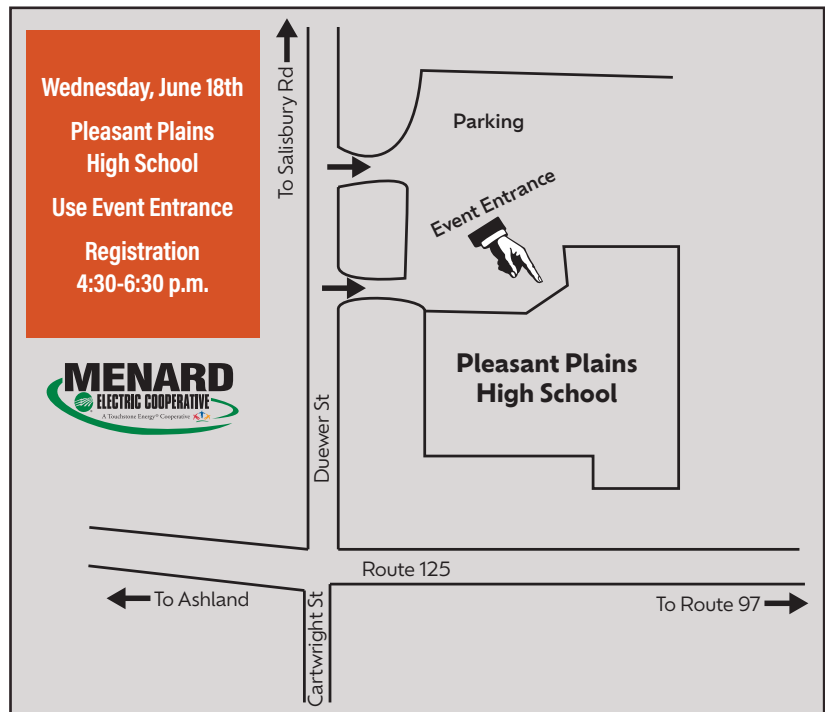 Wednesday, June 18th
Pleasant Plains
High School
Use Event Entrance
Registration
4:30-6:30 p.m.
MENARD
ELECTRIC COOPERATIVE
A Touchstone Energy® Cooperative
To Salisbury Rd
Parking
Event Entrance
Pleasant Plains
High School
Duewer St
Route 125
To Ashland
To Route 97
Cartwright St